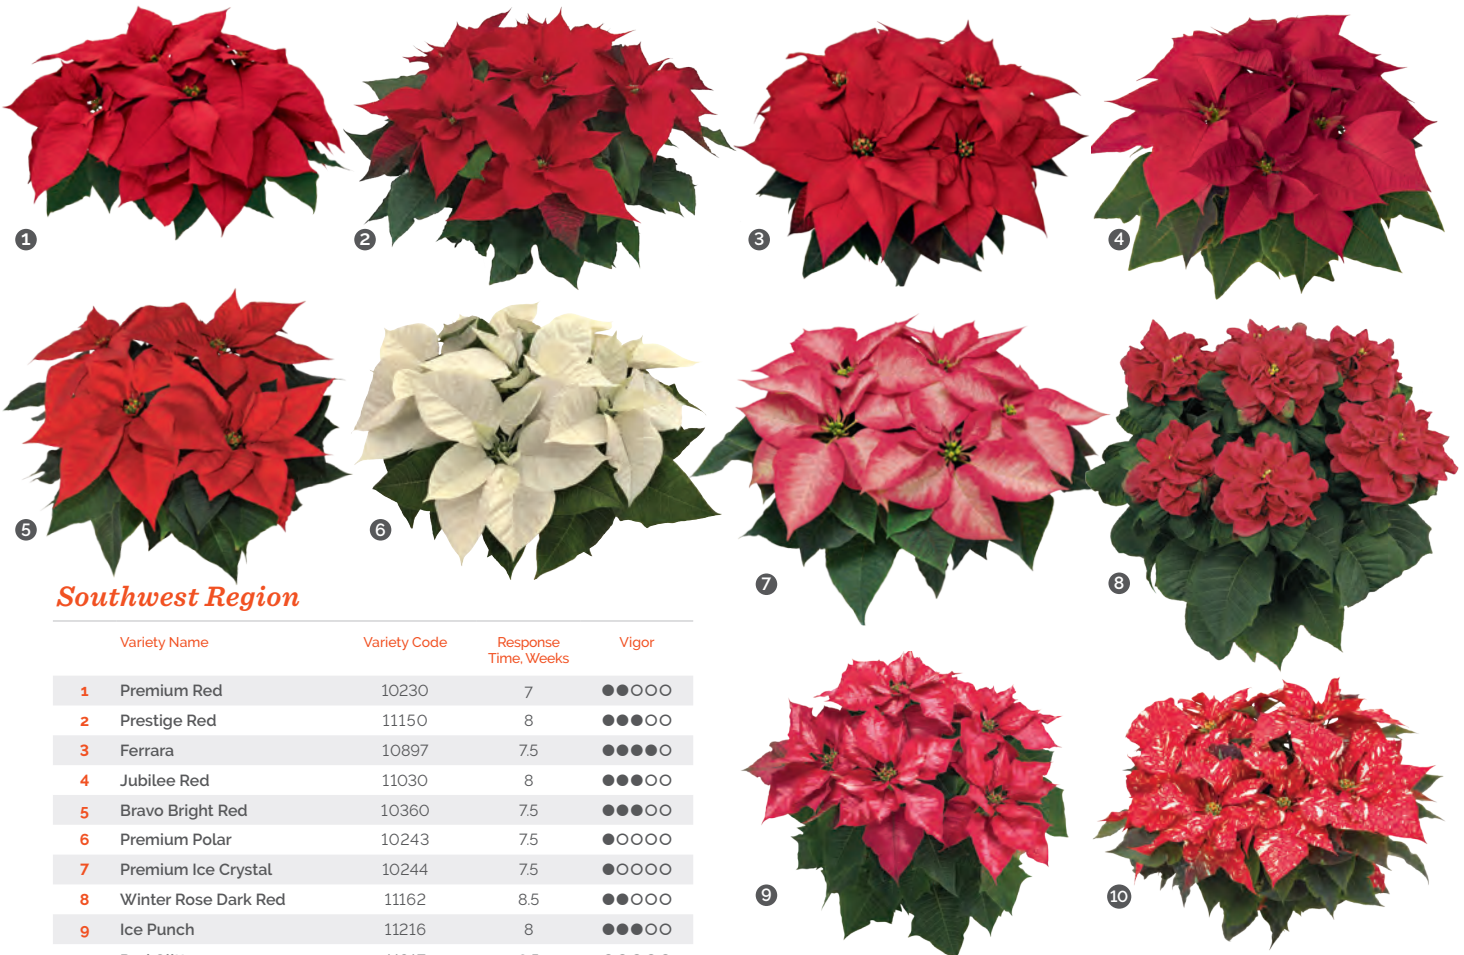 1
2
3
4
5
6
7
8
9
10
Southwest Region
Variety Name Variety Code Response Time, Weeks Vigor
1 Premium Red 10230 7
2 Prestige Red 11150 8
3 Ferrara 10897 7.5
4 Jubilee Red 11030 8
5 Bravo Bright Red 10360 7.5
6 Premium Polar 10243 7.5
7 Premium Ice Crystal 10244 7.5
8 Winter Rose Dark Red 11162 8.5
9 Ice Punch 11216 8